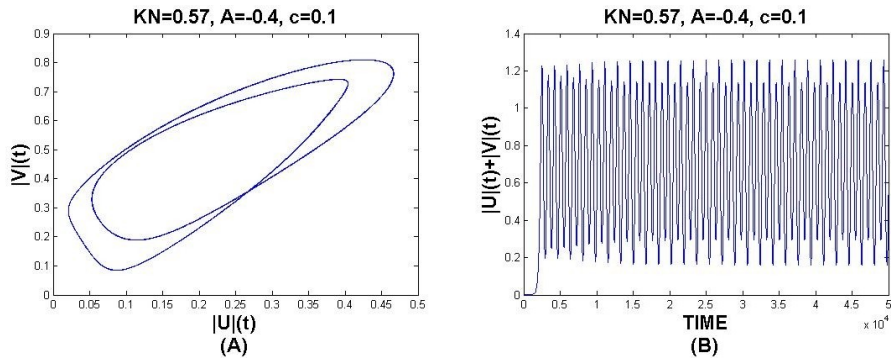 KN=0.57, A=-0.4, c=0.1
|V|(t)
0.9
0.8
0.7
0.6
0.5
0.4
0.3
0.2
0.1
0
0 0.05 0.1 0.15 0.2 0.25 0.3 0.35 0.4 0.45 0.5
|U|(t)
(A)
KN=0.57, A=-0.4, c=0.1
|U|(t)+|V|(t)
1.4
1.2
1
0.8
0.6
0.4
0.2
0
0 0.5 1 1.5 2 2.5 3 3.5 4 4.5 5
TIME
x 10⁴
(B)